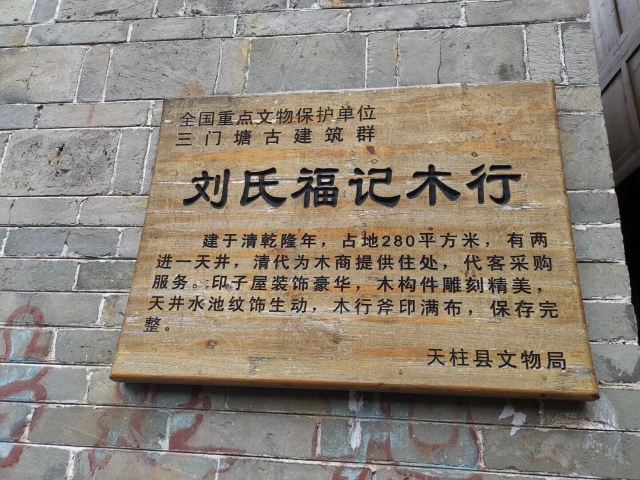 全国重点文物保护单位
三门塘古建筑群
刘氏福记木行
建于清乾隆年，占地280平方米，有两
进一天井，清代为木商提供住处，代客采购
服务。印子屋装饰豪华，木构件雕刻精美，
天井水池纹饰生动，木行斧印满布，保存完
整。
天柱县文物局